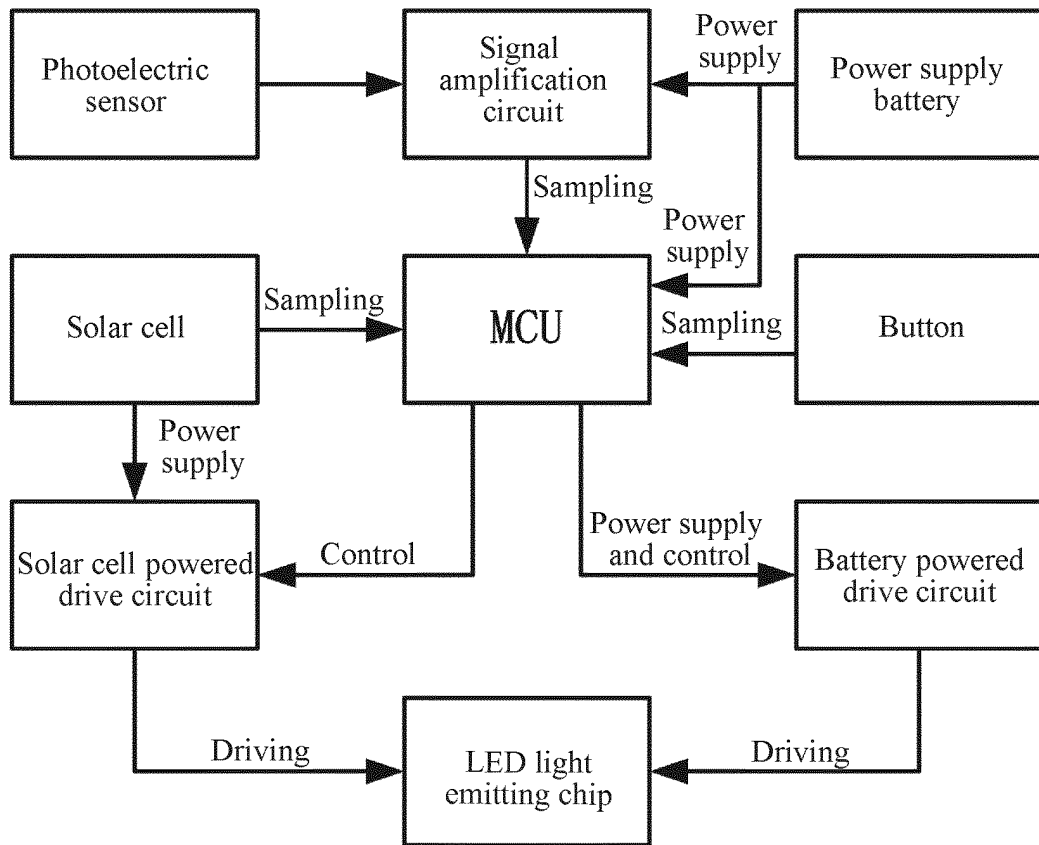 Photoelectric
sensor
Signal
amplification
circuit
Power
supply
Power supply
battery
Sampling
Power
supply
Solar cell
Sampling
MCU
Sampling
Button
Power
supply
Solar cell powered
drive circuit
Control
Power supply
and control
Battery powered
drive circuit
Driving
LED light
emitting chip
Driving